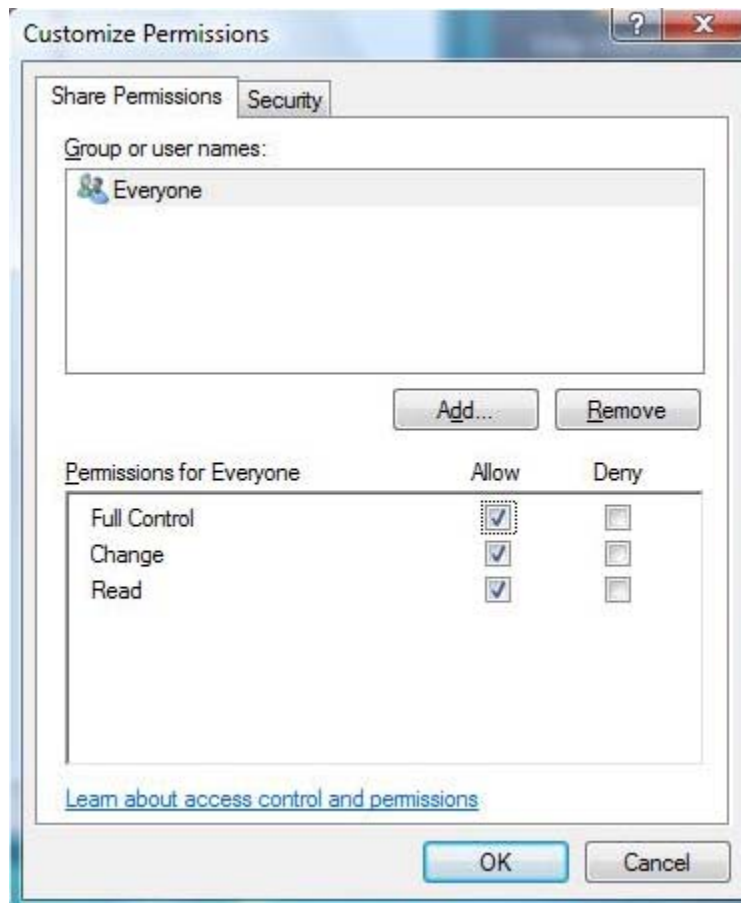 Customize Permissions
?
X
Share Permissions Security
Group or user names:
Everyone
Add... Remove
Permissions for Everyone Allow Deny
Full Control
Change
Read
Learn about access control and permissions
OK Cancel